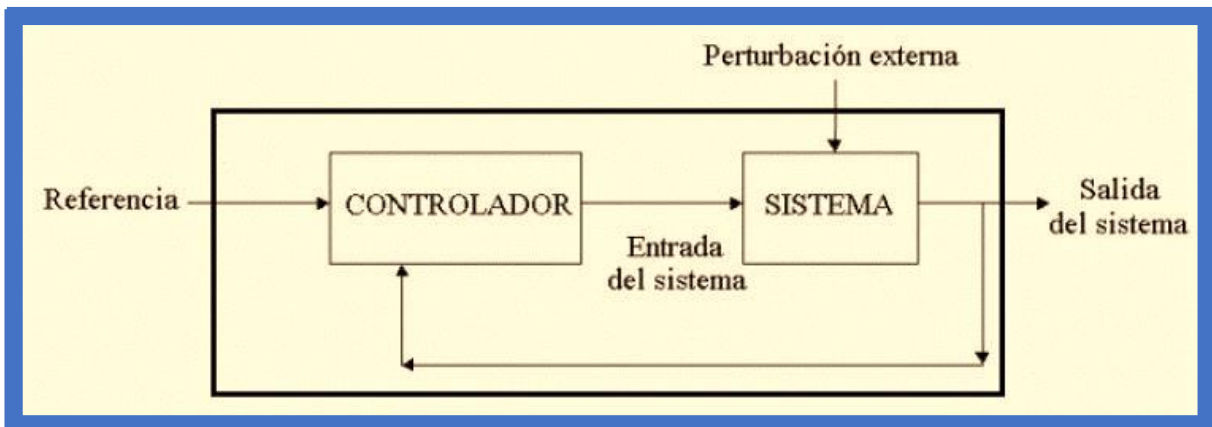 Perturbación externa
Referencia
CONTROLADOR
SISTEMA
Salida
del sistema
Entrada
del sistema